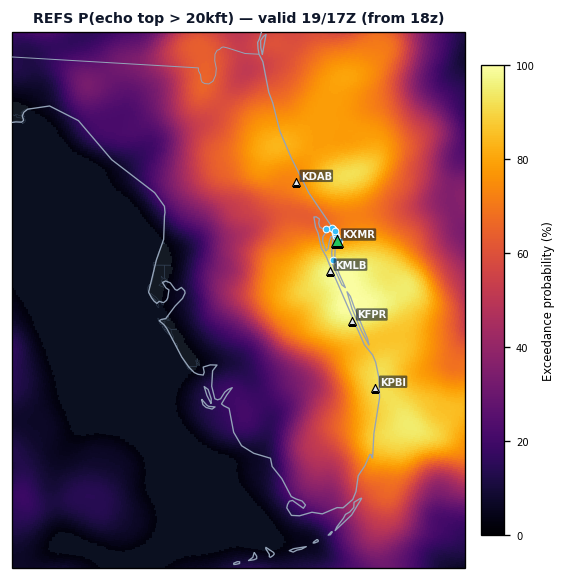 REFS P(echo top > 20kft) — valid 19/17Z (from 18z)
KDAB
KXMR
KMLB
KFPR
KPBI
100
80
60
40
20
0
Exceedance probability (%)